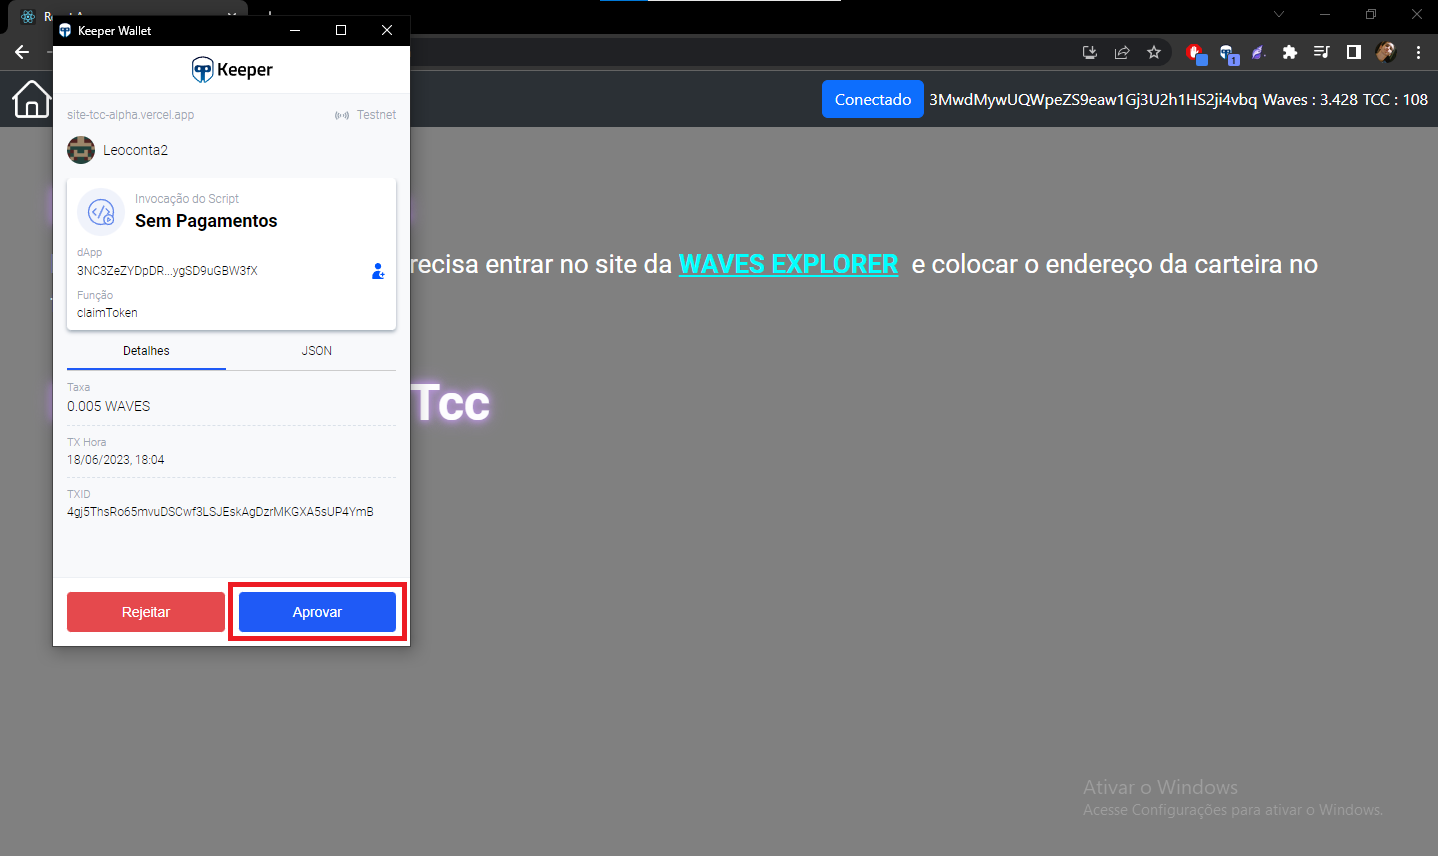 Keeper Wallet
Keeper
site-tcc-alpha.vercel.app
Testnet
Leoconta2
Invocação do Script
Sem Pagamentos
dApp
3NC3ZeZYDpDR...ygSD9uGBW3fX
Função
claimToken
Detalhes
JSON
Taxa
0.005 WAVES
TX Hora
18/06/2023, 18:04
TXID
4gj5ThsRo65mvuDSCwf3LSJEskAgDzrMKGXA5sUP4YmB
Rejeitar
Aprovar
1
Conectado
3MwdMywUQWpeZS9eaw1Gj3U2h1HS2ji4vbq Waves : 3.428 TCC : 108
recisa entrar no site da WAVES EXPLORER e colocar o endereço da carteira no
Tcc
Ativar o Windows
Acesse Configurações para ativar o Windows.